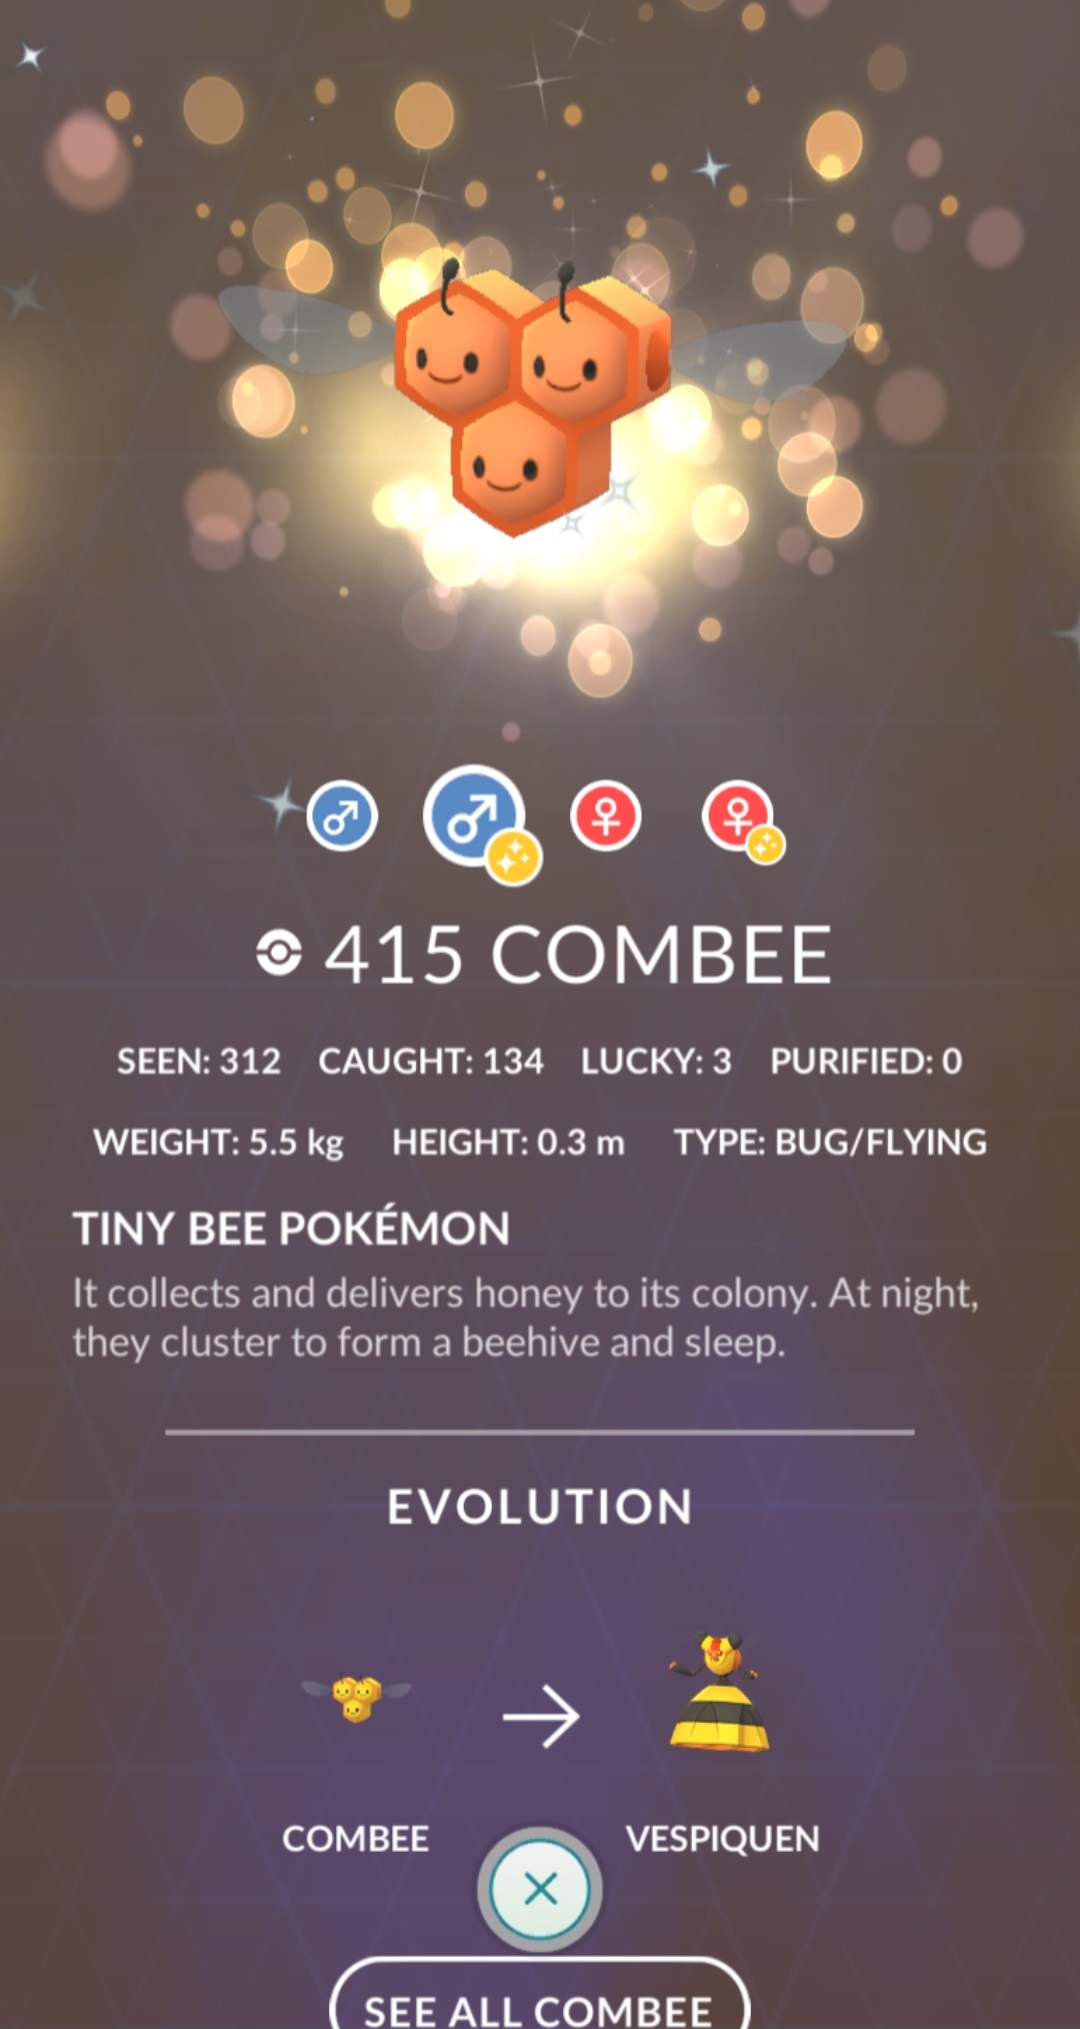 415 COMBEE
SEEN: 312 CAUGHT: 134 LUCKY: 3 PURIFIED: 0
WEIGHT: 5.5 kg HEIGHT: 0.3 m TYPE: BUG/FLYING
TINY BEE POKÉMON
It collects and delivers honey to its colony. At night,
they cluster to form a beehive and sleep.
EVOLUTION
COMBEE VESPIQUEN
SEE ALL COMBEE